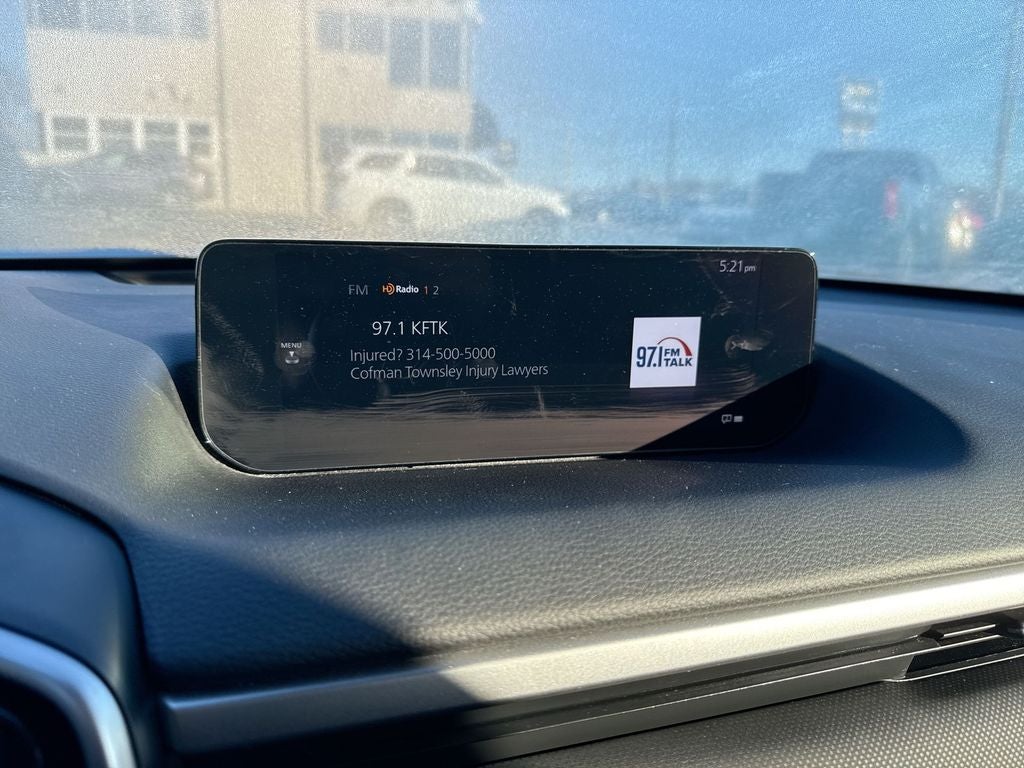 5:21 pm
FM HD Radio 1 2
97.1 KFTK
MENU
Injured? 314-500-5000
Cofman Townsley Injury Lawyers
97.1 FM
TALK